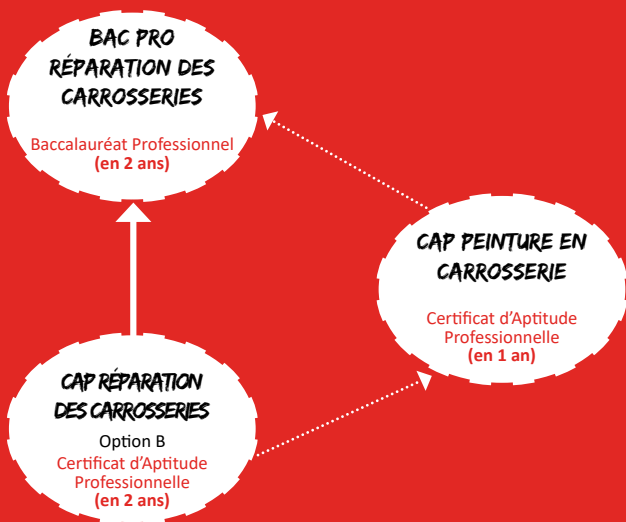 BAC PRO
RÉPARATION DES
CARROSSERIES
Baccalauréat Professionnel
(en 2 ans)
CAP PEINTURE EN
CARROSSERIE
Certificat d'Aptitude
Professionnelle
(en 1 an)
CAP RÉPARATION
DES CARROSSERIES
Option B
Certificat d'Aptitude
Professionnelle
(en 2 ans)